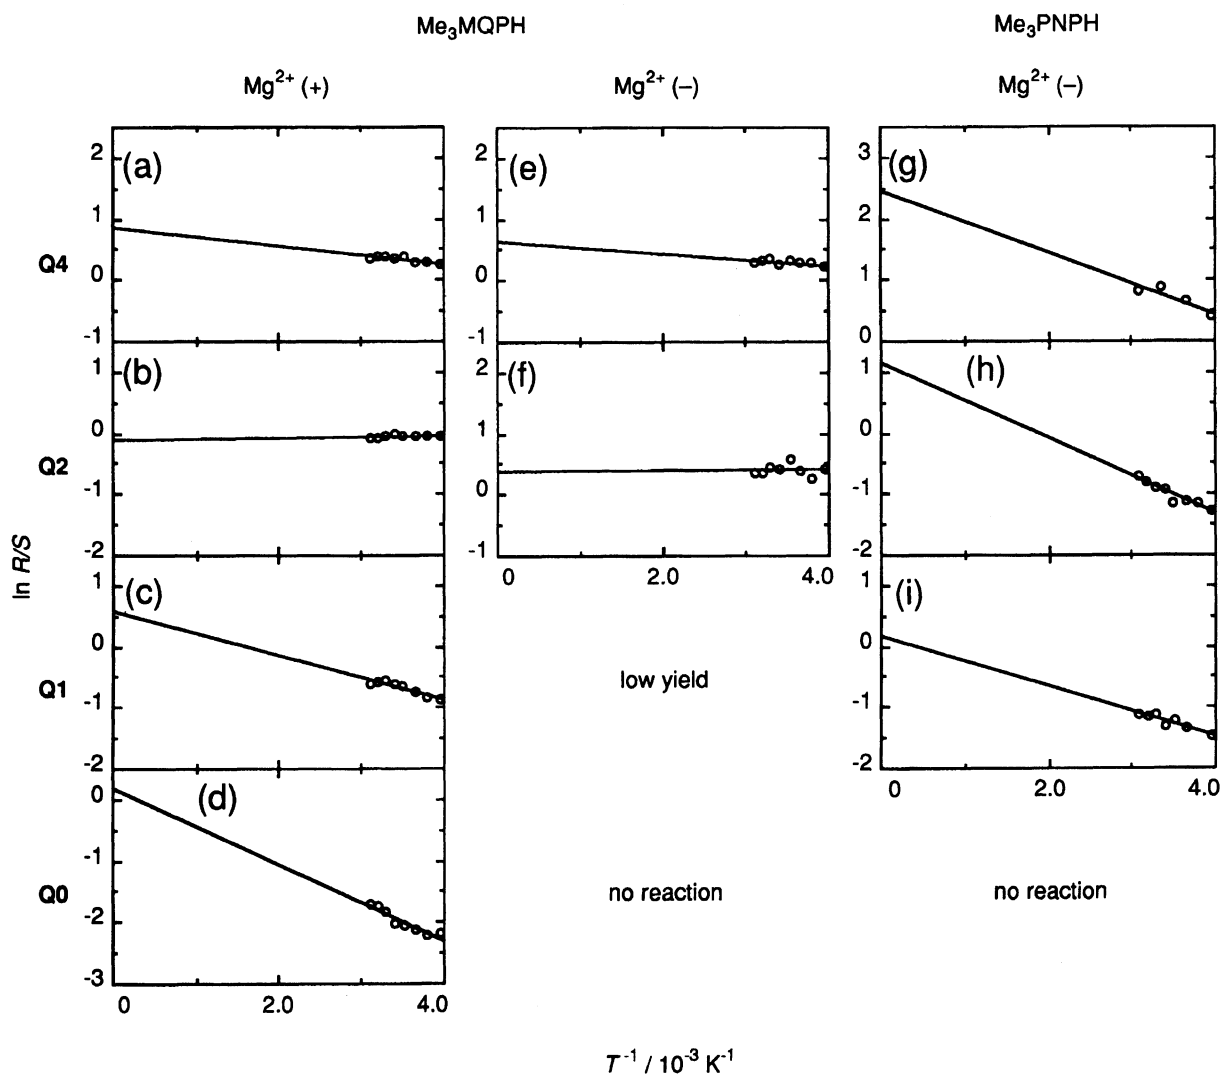 Me₃MQPH Me₃PNPH
Mg²⁺ (+) Mg²⁺ (–) Mg²⁺ (–)
(a) (e) (g)
2 1 0 -1
2 1 0 -1
3 2 1 0
Q4
(b) (f) (h)
1 0 -1 -2
2 1 0 -1
1 0 -1 -2
Q2
0 2.0 4.0
ln R/S
(c) (i)
1 0 -1 -2
1 0 -1 -2
Q1 low yield
0 2.0 4.0
(d)
0 -1 -2 -3
Q0 no reaction no reaction
0 2.0 4.0
T⁻¹ / 10⁻³ K⁻¹